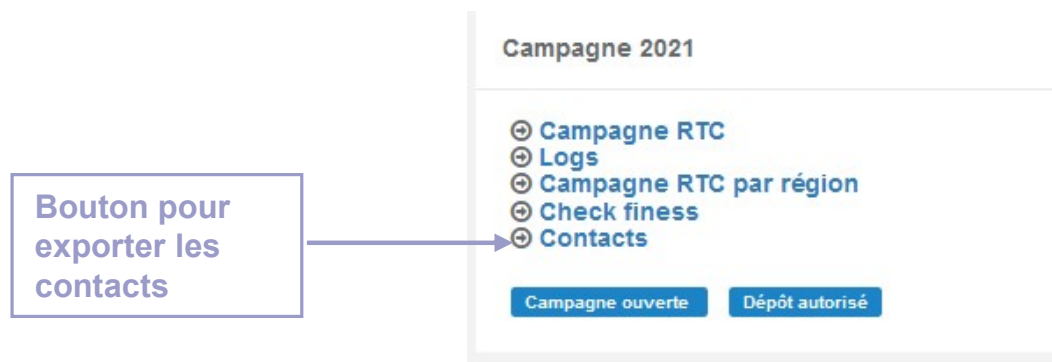 Campagne 2021
Campagne RTC
Logs
Campagne RTC par région
Check finess
Contacts
Bouton pour
exporter les
contacts
Campagne ouverte
Dépôt autorisé